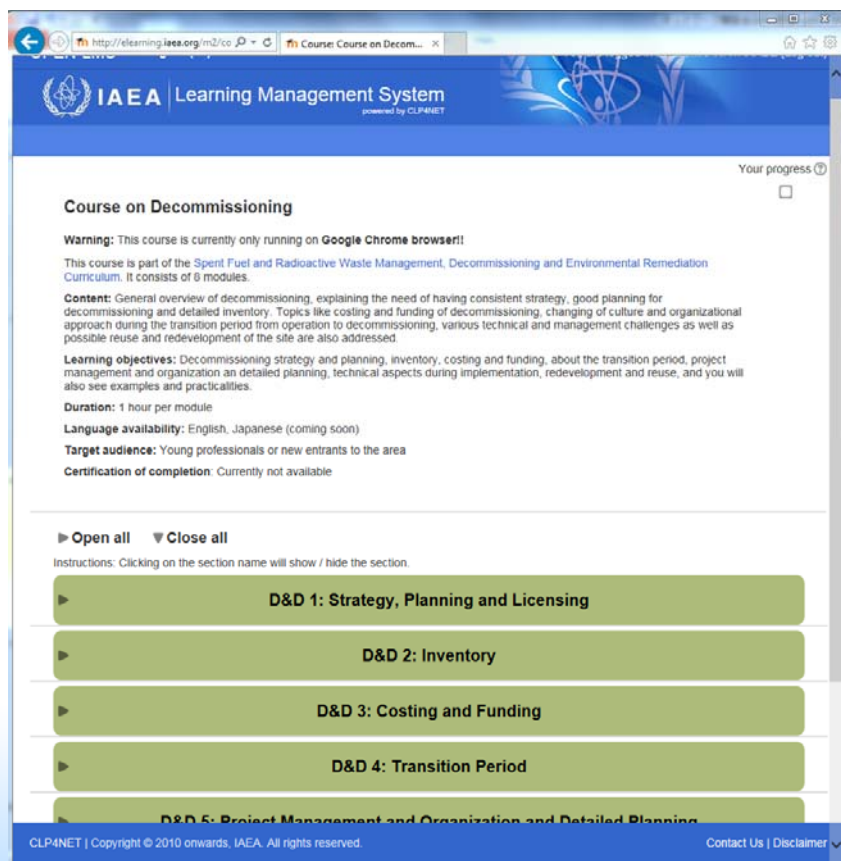 http://elearning.iaea.org/m2/co
Course: Course on Decom...
IAEA Learning Management System
powered by CLP4NET
Your progress
Course on Decommissioning
Warning: This course is currently only running on Google Chrome browser!!
This course is part of the Spent Fuel and Radioactive Waste Management, Decommissioning and Environmental Remediation
Curriculum. It consists of 8 modules.
Content: General overview of decommissioning, explaining the need of having consistent strategy, good planning for
decommissioning and detailed inventory. Topics like costing and funding of decommissioning, changing of culture and organizational
approach during the transition period from operation to decommissioning, various technical and management challenges as well as
possible reuse and redevelopment of the site are also addressed.
Learning objectives: Decommissioning strategy and planning, inventory, costing and funding, about the transition period, project
management and organization an detailed planning, technical aspects during implementation, redevelopment and reuse, and you will
also see examples and practicalities.
Duration: 1 hour per module
Language availability: English, Japanese (coming soon)
Target audience: Young professionals or new entrants to the area
Certification of completion: Currently not available
Open all Close all
Instructions: Clicking on the section name will show / hide the section.
D&D 1: Strategy, Planning and Licensing
D&D 2: Inventory
D&D 3: Costing and Funding
D&D 4: Transition Period
D&D 5: Project Management and Organization and Detailed Planning
CLP4NET | Copyright © 2010 onwards, IAEA. All rights reserved.
Contact Us | Disclaimer